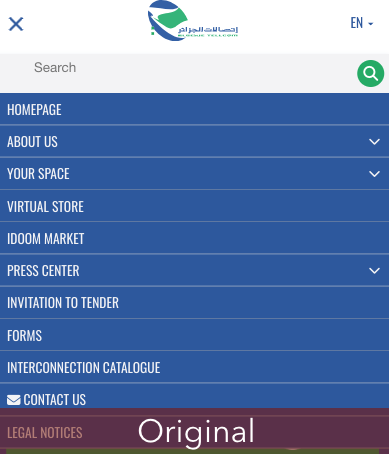 EN
اتصالات الجزائر
ALGERIE TELECOM
Search
HOMEPAGE
ABOUT US
YOUR SPACE
VIRTUAL STORE
IDOOM MARKET
PRESS CENTER
INVITATION TO TENDER
FORMS
INTERCONNECTION CATALOGUE
CONTACT US
LEGAL NOTICES
Original